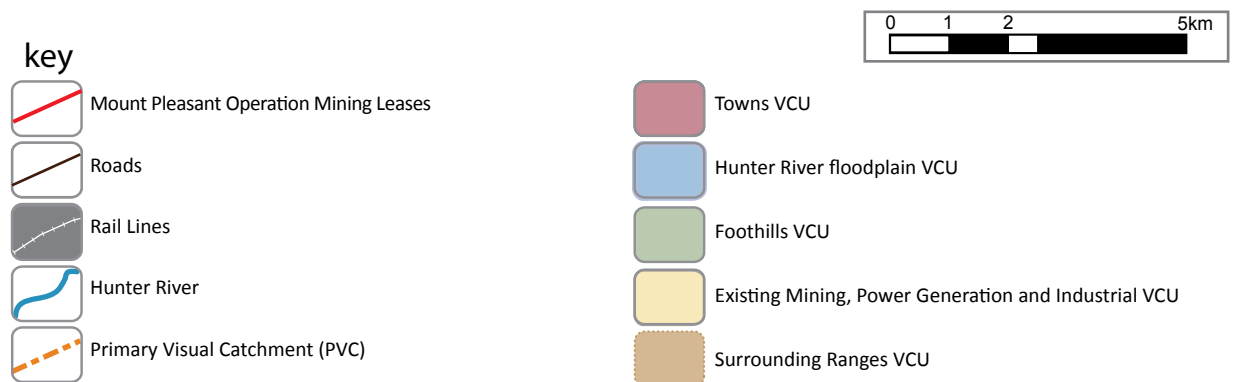 0 1 2 5km
key
Mount Pleasant Operation Mining Leases
Roads
Rail Lines
Hunter River
Primary Visual Catchment (PVC)
Towns VCU
Hunter River floodplain VCU
Foothills VCU
Existing Mining, Power Generation and Industrial VCU
Surrounding Ranges VCU